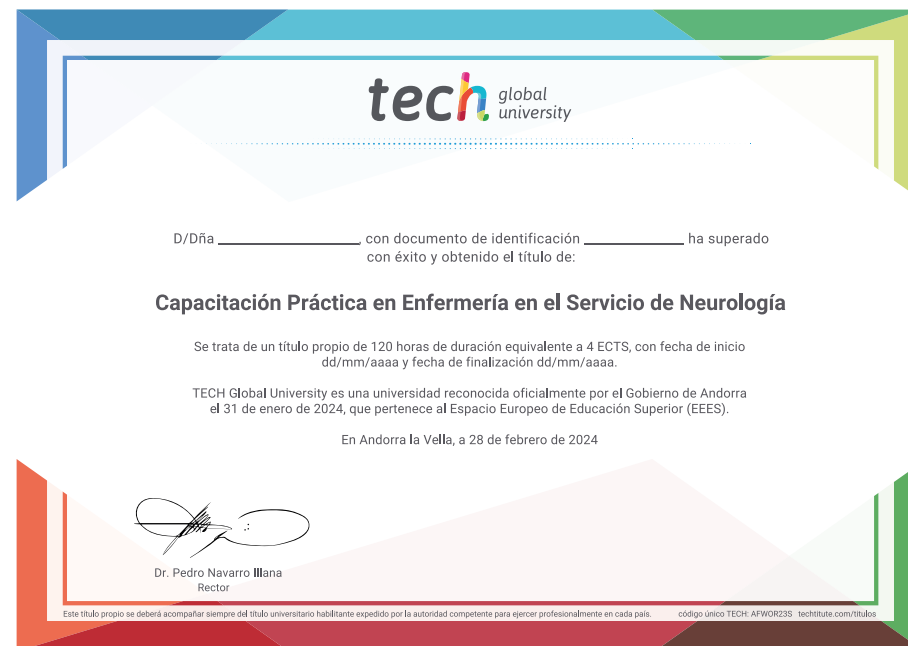 tech global university
D/Dña ____________, con documento de identificación ____________ ha superado
con éxito y obtenido el título de:
Capacitación Práctica en Enfermería en el Servicio de Neurología
Se trata de un título propio de 120 horas de duración equivalente a 4 ECTS, con fecha de inicio
dd/mm/aaaa y fecha de finalización dd/mm/aaaa.
TECH Global University es una universidad reconocida oficialmente por el Gobierno de Andorra
el 31 de enero de 2024, que pertenece al Espacio Europeo de Educación Superior (EEES).
En Andorra la Vella, a 28 de febrero de 2024
Dr. Pedro Navarro Illana
Rector
Este título propio se deberá acompañar siempre del título universitario habilitante expedido por la autoridad competente para ejercer profesionalmente en cada país. código único TECH: AFWOR23S techtitute.com/titulos